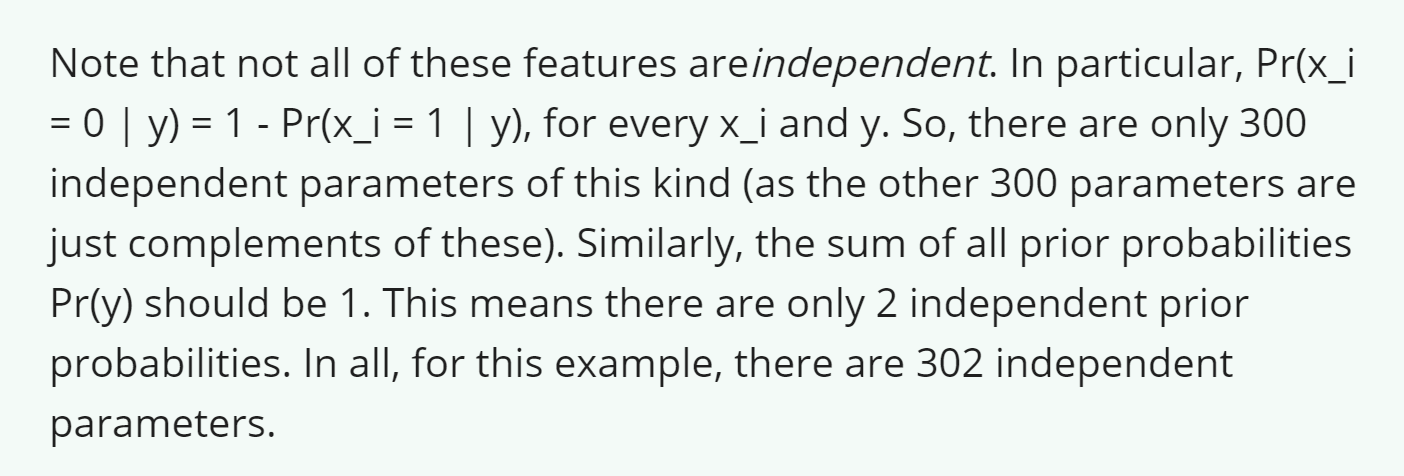 Note that not all of these features areindependent. In particular, Pr(x_i
= 0 | y) = 1 - Pr(x_i = 1 | y), for every x_i and y. So, there are only 300
independent parameters of this kind (as the other 300 parameters are
just complements of these). Similarly, the sum of all prior probabilities
Pr(y) should be 1. This means there are only 2 independent prior
probabilities. In all, for this example, there are 302 independent
parameters.